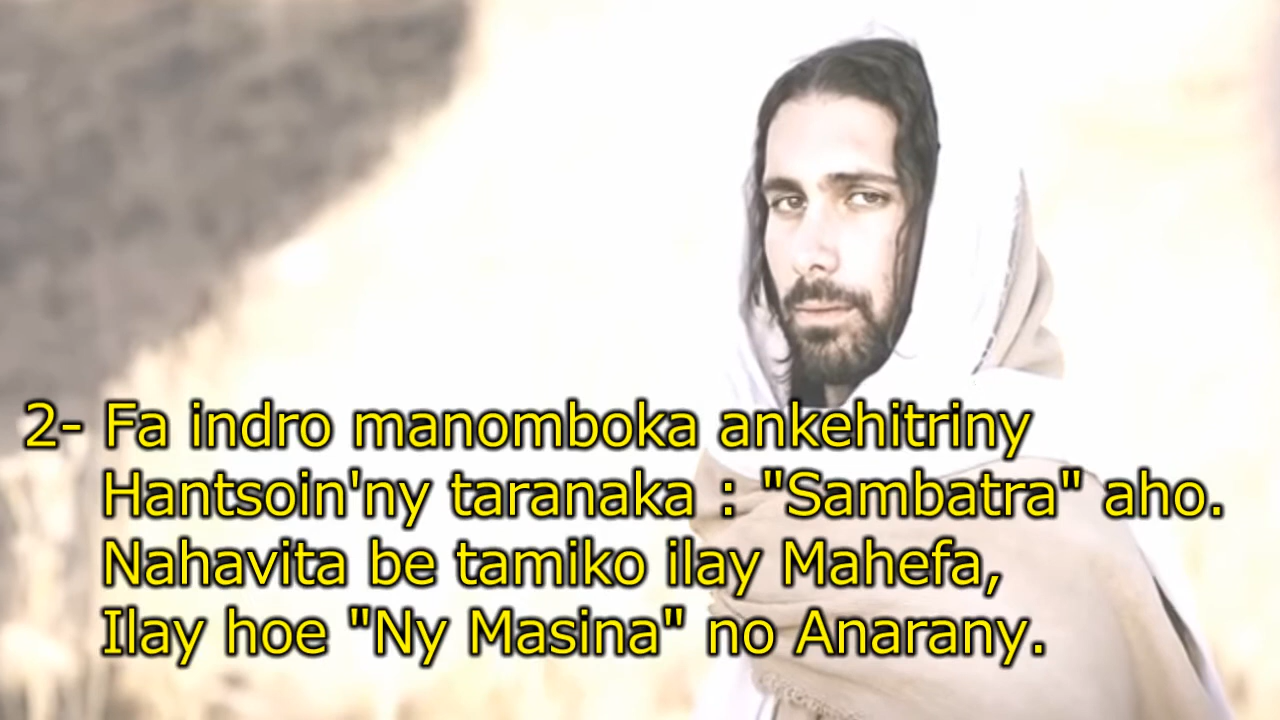 2- Fa indro manomboka ankehitriny
Hantsoin'ny taranaka : "Sambatra" aho.
Nahavita be tamiko ilay Mahefa,
Ilay hoe "Ny Masina" no Anarany.